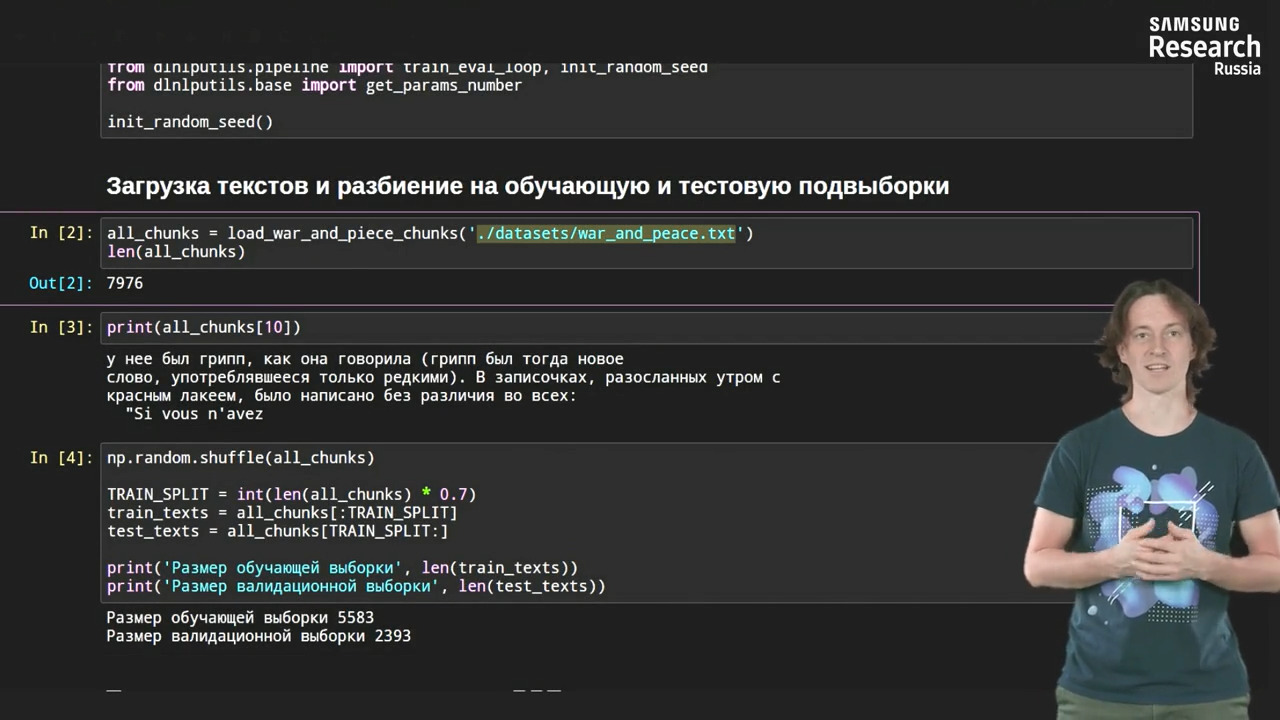 SAMSUNG
Research
Russia
from dlnlputils.pipeline import train_eval_loop, init_random_seed
from dlnlputils.base import get_params_number
init_random_seed()
Загрузка текстов и разбиение на обучающую и тестовую подвыборки
In [2]: all_chunks = load_war_and_piece_chunks('./datasets/war_and_peace.txt')
len(all_chunks)
Out[2]: 7976
In [3]: print(all_chunks[10])
у нее был грипп, как она говорила (грипп был тогда новое
слово, употреблявшееся только редкими). В записочках, разосланных утром с
красным лакеем, было написано без различия во всех:
"Si vous n'avez
In [4]: np.random.shuffle(all_chunks)
TRAIN_SPLIT = int(len(all_chunks) * 0.7)
train_texts = all_chunks[:TRAIN_SPLIT]
test_texts = all_chunks[TRAIN_SPLIT:]
print('Размер обучающей выборки', len(train_texts))
print('Размер валидационной выборки', len(test_texts))
Размер обучающей выборки 5583
Размер валидационной выборки 2393